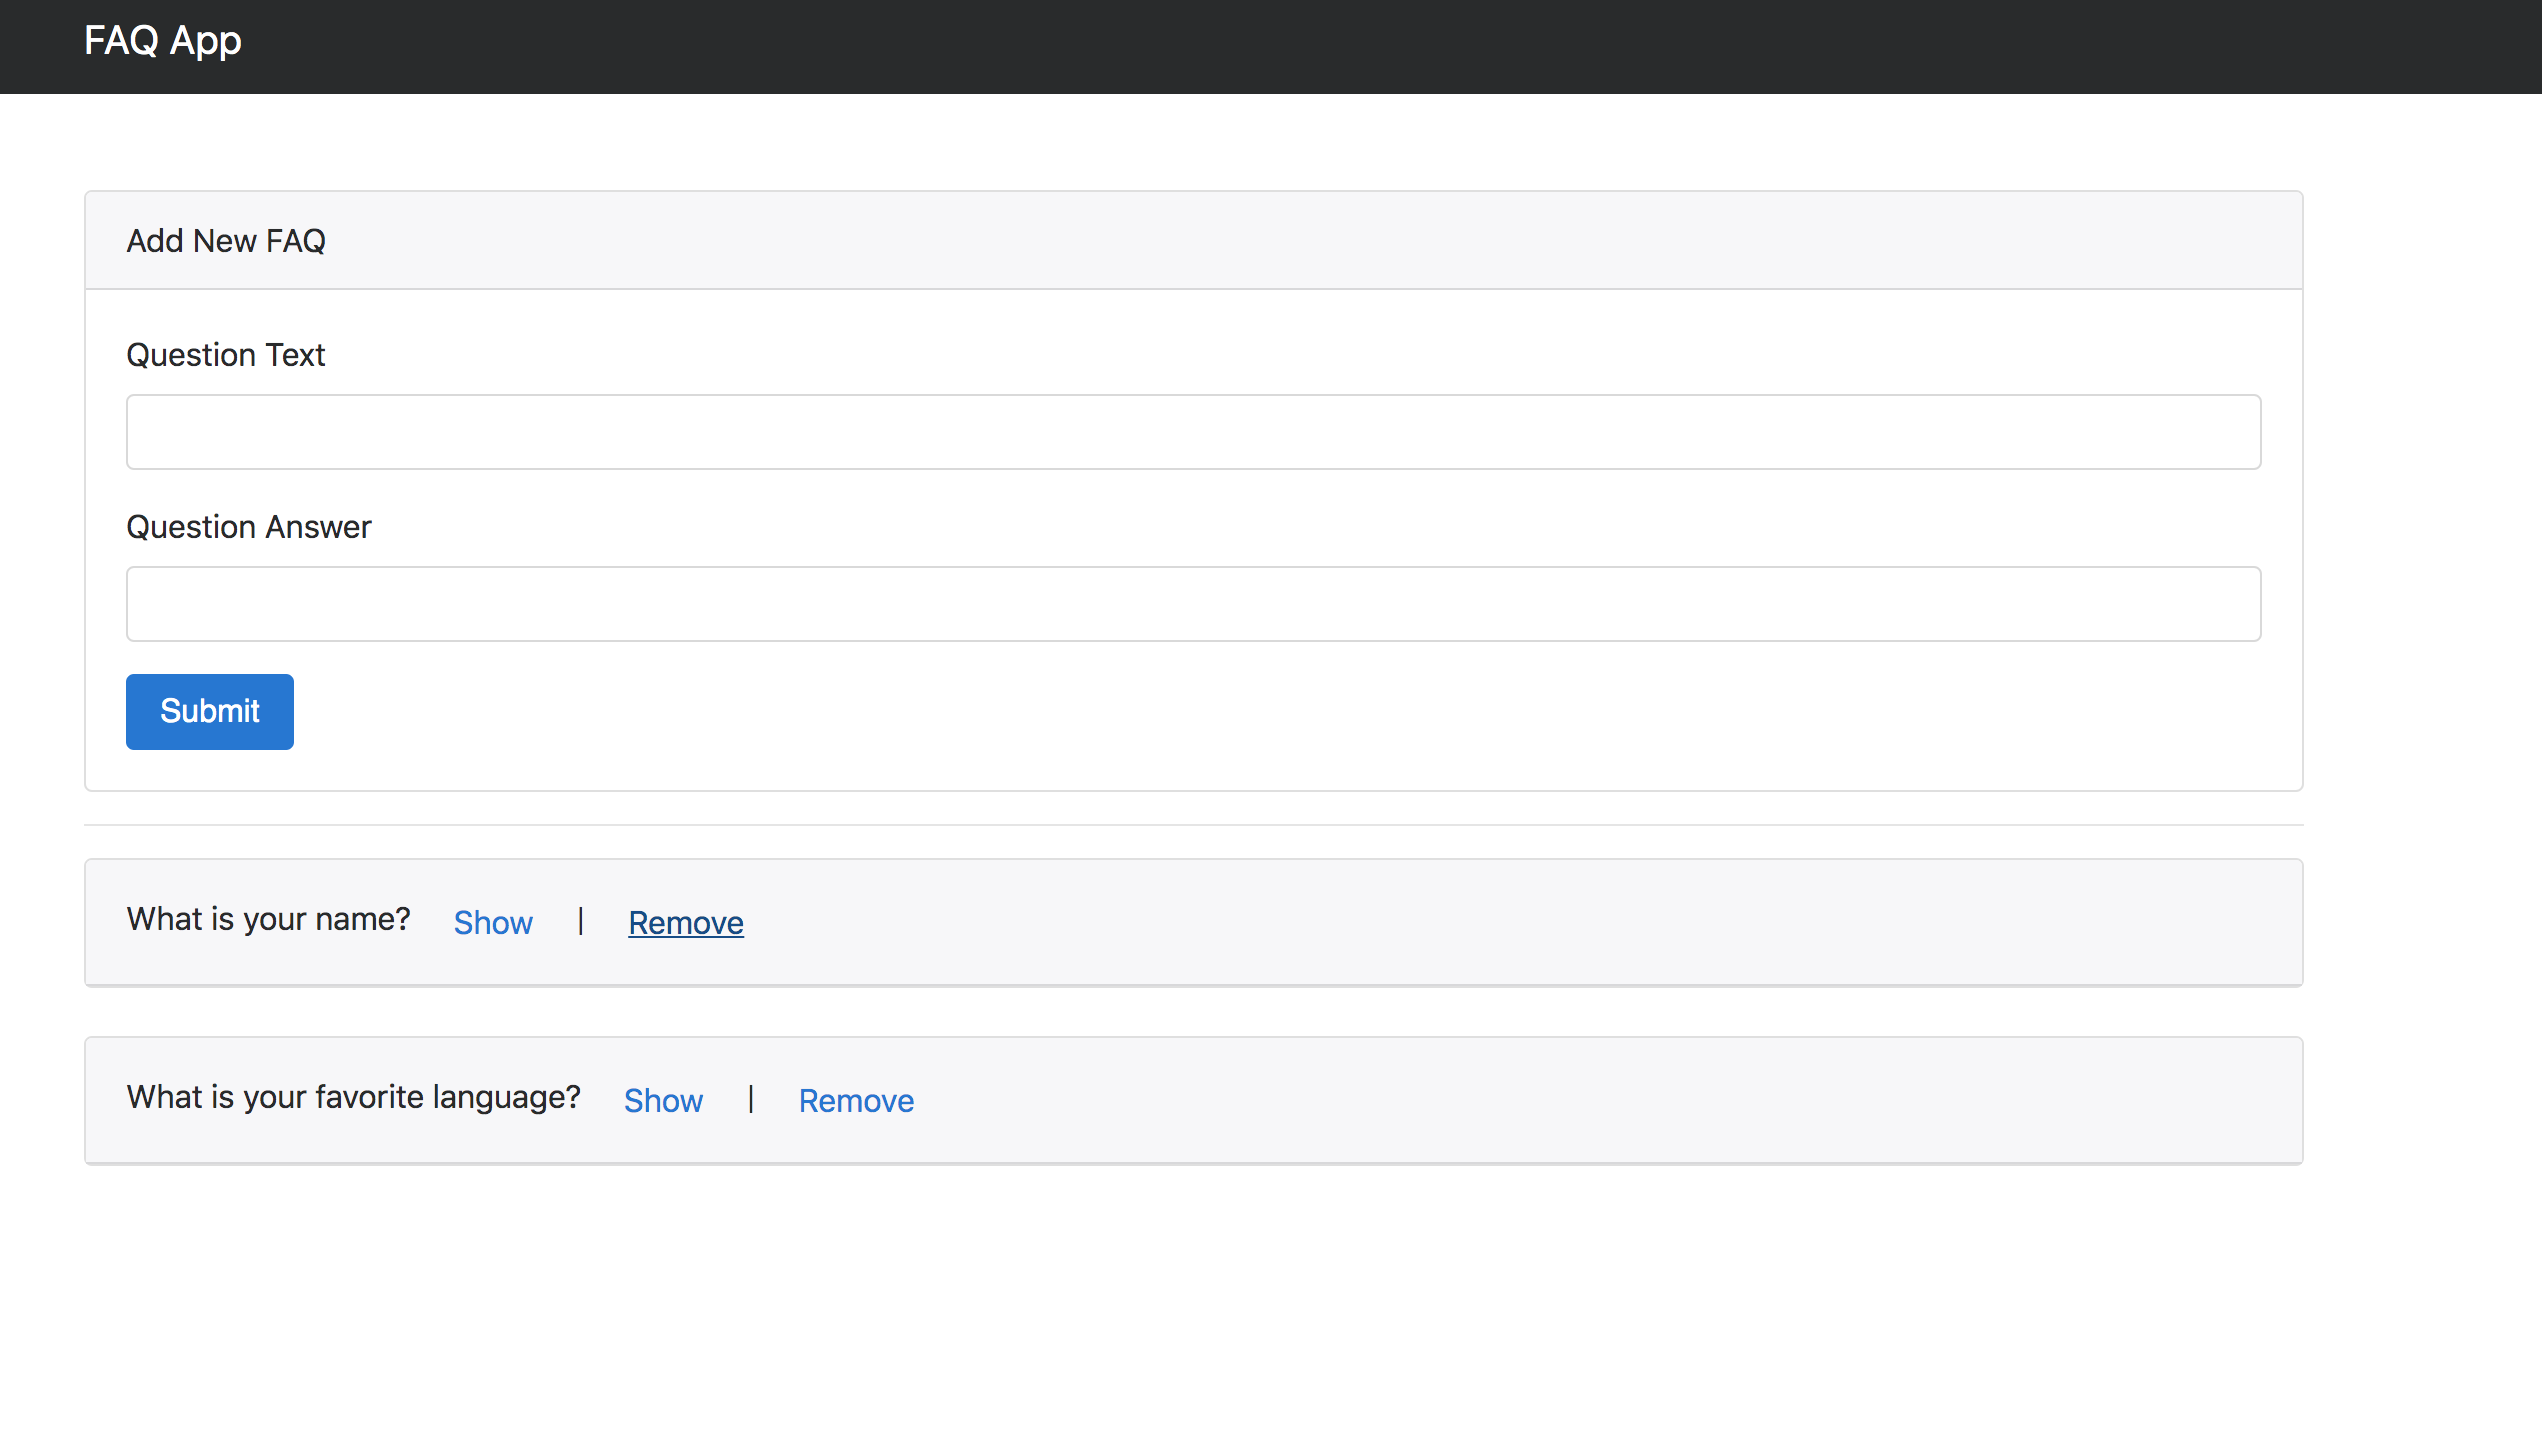 FAQ App
Add New FAQ
Question Text
Question Answer
Submit
What is your name? Show | Remove
What is your favorite language? Show | Remove